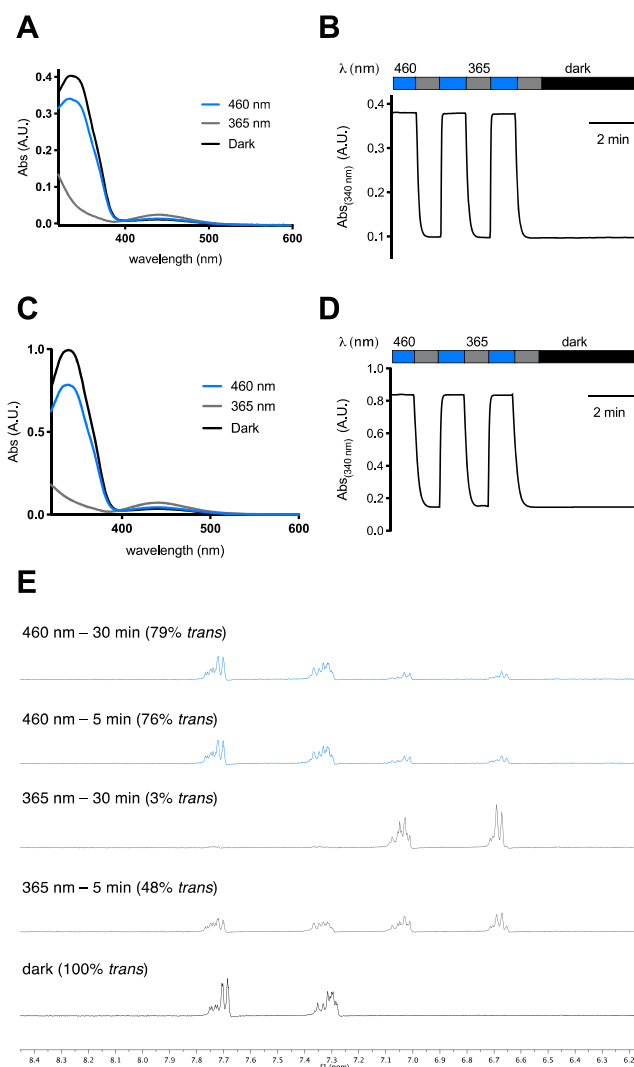 A
0.4
0.3
0.2
0.1
0.0
400
500
600
Abs (A.U.)
wavelength (nm)
460 nm
365 nm
Dark
B
λ (nm)
460
365
dark
0.4
0.3
0.2
0.1
Abs(340 nm) (A.U.)
2 min
C
1.0
0.5
0.0
400
500
600
Abs (A.U.)
wavelength (nm)
460 nm
365 nm
Dark
D
λ (nm)
460
365
dark
1.0
0.8
0.6
0.4
0.2
0.0
Abs(340 nm) (A.U.)
2 min
E
460 nm – 30 min (79% trans)
460 nm – 5 min (76% trans)
365 nm – 30 min (3% trans)
365 nm – 5 min (48% trans)
dark (100% trans)
8.4 8.3 8.2 8.1 8.0 7.9 7.8 7.7 7.6 7.5 7.4 7.3 7.2 7.1 7.0 6.9 6.8 6.7 6.6 6.5 6.4 6.3 6.2